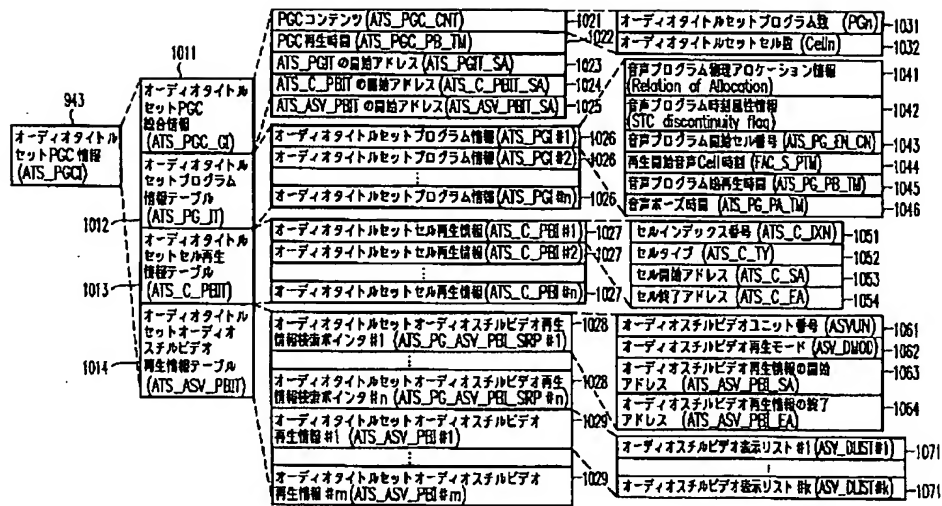 943
オーディオタイトル
セットPGC情報
(ATS_PGCI)
1011
オーディオタイトル
セットPGC
総合情報
(ATS_PGC_GI)
オーディオタイトル
セットプログラム
情報テーブル
(ATS_PG_IT)
1012
オーディオタイトル
セットセル再生
情報テーブル
(ATS_C_PBIT)
1013
オーディオタイトル
セットオーディオ
スチルビデオ
再生情報テーブル
(ATS_ASV_PBIT)
1014
PGCコンテンツ(ATS_PGC_CNT)
1021
PGC再生時間(ATS_PGC_PB_TM)
1022
ATS_PGITの開始アドレス(ATS_PGIT_SA)
1023
ATS_C_PBITの開始アドレス(ATS_C_PBIT_SA)
1024
ATS_ASV_PBITの開始アドレス(ATS_ASV_PBIT_SA)
1025
オーディオタイトルセットプログラム情報(ATS_PGI#1)
1026
オーディオタイトルセットプログラム情報(ATS_PGI#2)
1026
オーディオタイトルセットプログラム情報(ATS_PGI#n)
1026
オーディオタイトルセットセル再生情報(ATS_C_PBI#1)
1027
オーディオタイトルセットセル再生情報(ATS_C_PBI#2)
1027
オーディオタイトルセットセル再生情報(ATS_C_PBI#n)
1027
オーディオタイトルセットオーディオスチルビデオ再生
情報検索ポインタ#1(ATS_PG_ASV_PBI_SRP#1)
1028
オーディオタイトルセットオーディオスチルビデオ再生
情報検索ポインタ#n(ATS_PG_ASV_PBI_SRP#n)
1028
オーディオタイトルセットオーディオスチルビデオ
再生情報#1(ATS_ASV_PBI#1)
1029
オーディオタイトルセットオーディオスチルビデオ
再生情報#m(ATS_ASV_PBI#m)
1029
オーディオタイトルセットプログラム数(PGn)
1031
オーディオタイトルセットセル数(Celln)
1032
音声プログラム物理アロケーション情報
(Relation of Allocation)
1041
音声プログラム時刻属性情報
(STC discontinuity flag)
1042
音声プログラム開始セル番号(ATS_PG_EN_CN)
1043
再生開始音声Cell時刻(FAC_S_PTM)
1044
音声プログラム総再生時間(ATS_PG_PB_TM)
1045
音声ポーズ時間(ATS_PG_PA_TM)
1046
セルインデックス番号(ATS_C_IXN)
1051
セルタイプ(ATS_C_TY)
1052
セル開始アドレス(ATS_C_SA)
1053
セル終了アドレス(ATS_C_EA)
1054
オーディオスチルビデオユニット番号(ASVUN)
1061
オーディオスチルビデオ再生モード(ASV_DMOD)
1062
オーディオスチルビデオ再生情報の開始
アドレス (ATS_ASV_PBI_SA)
1063
オーディオスチルビデオ再生情報の終了
アドレス (ATS_ASV_PBI_EA)
1064
オーディオスチルビデオ表示リスト#1(ASV_DLIST#1)
1071
オーディオスチルビデオ表示リスト#k(ASV_DLIST#k)
1071